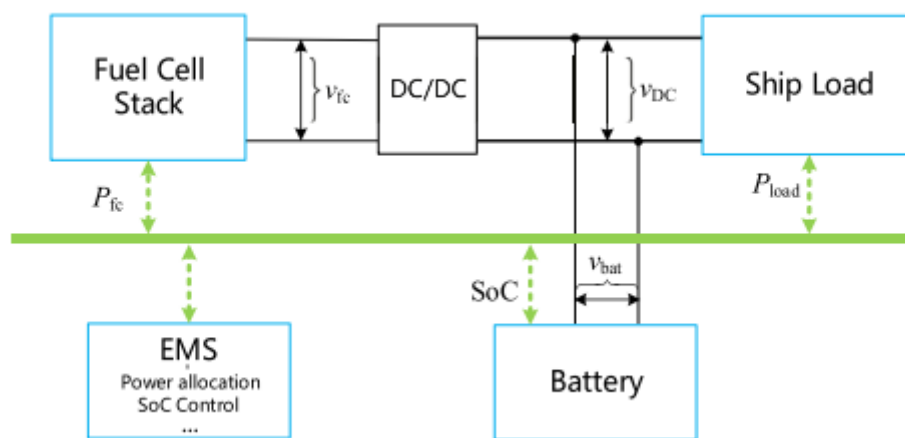 Fuel Cell
Stack
v_fc
DC/DC
v_DC
Ship Load
P_fc
P_load
SoC
v_bat
EMS
Power allocation
SoC Control
...
Battery